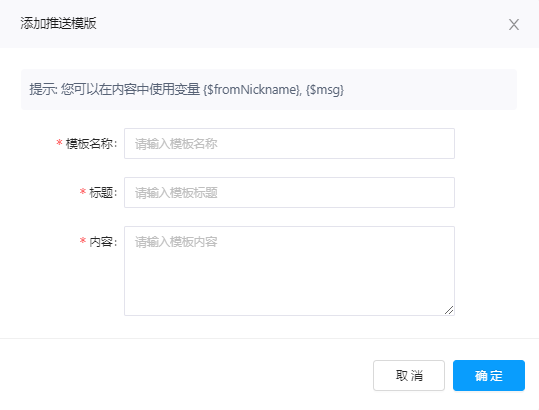 添加推送模版
提示: 您可以在内容中使用变量 {$fromNickname}, {$msg}
* 模板名称:
请输入模板名称
* 标题:
请输入模板标题
* 内容:
请输入模板内容
取消
确定